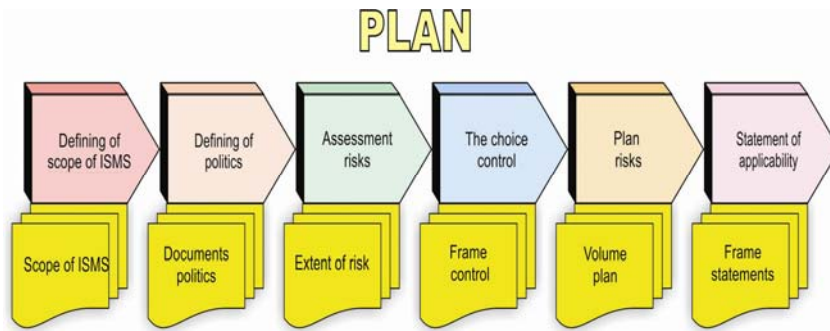 PLAN
Defining of
scope of ISMS
Defining of
politics
Assessment
risks
The choice
control
Plan
risks
Statement of
applicability
Scope of ISMS
Documents
politics
Extent of risk
Frame
control
Volume
plan
Frame
statements